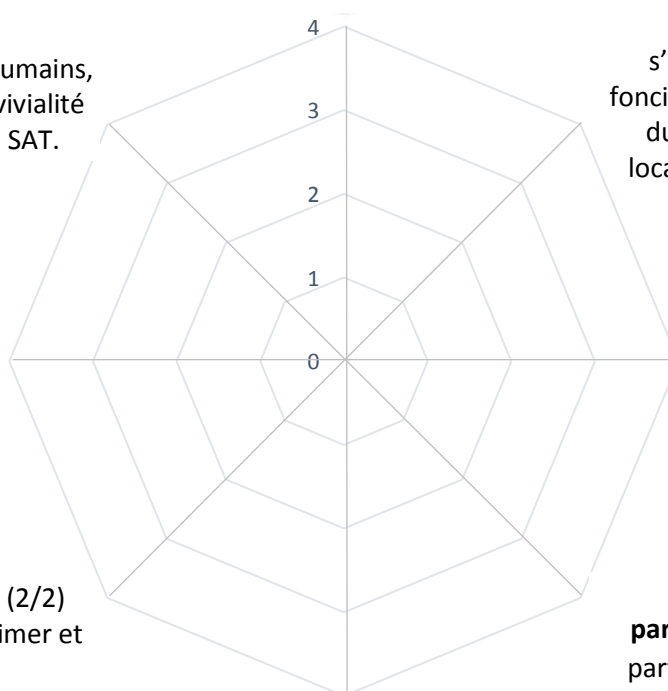 4
umains,
vivialité
SAT.
s’
fonci
du
loca
3
2
1
0
(2/2)
imer et
par
par